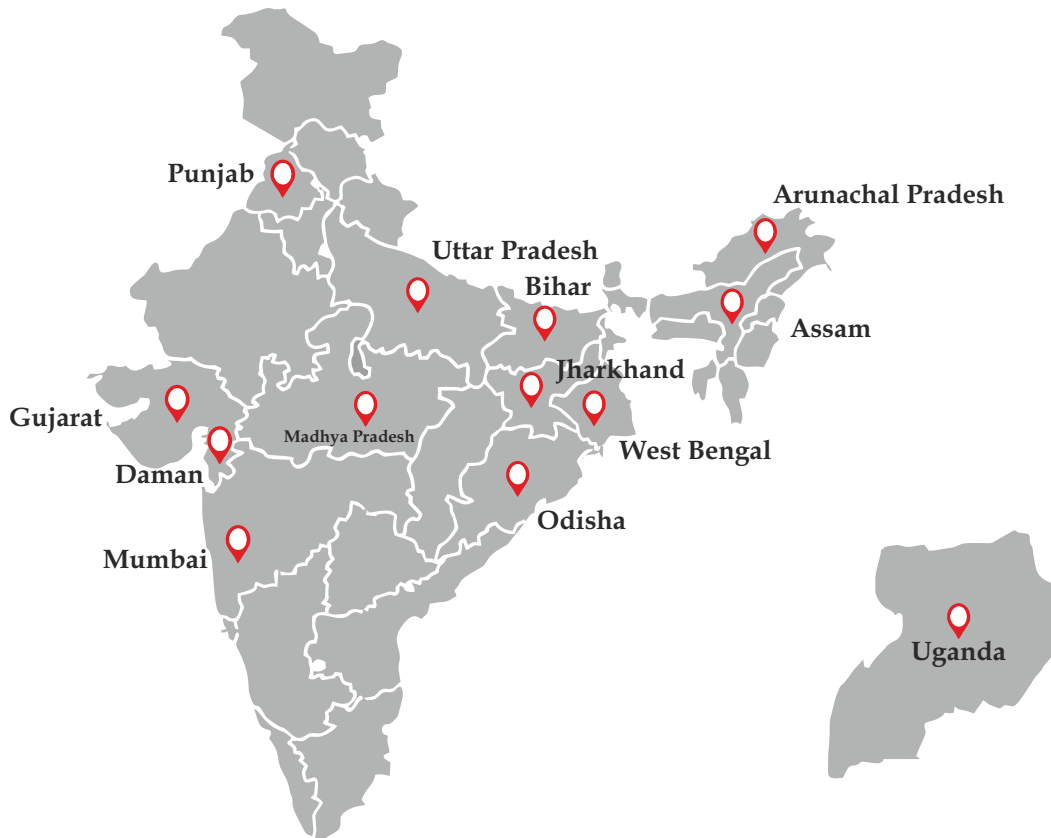 Punjab
Arunachal Pradesh
Uttar Pradesh
Bihar
Assam
Jharkhand
Gujarat
Madhya Pradesh
West Bengal
Daman
Odisha
Mumbai
Uganda